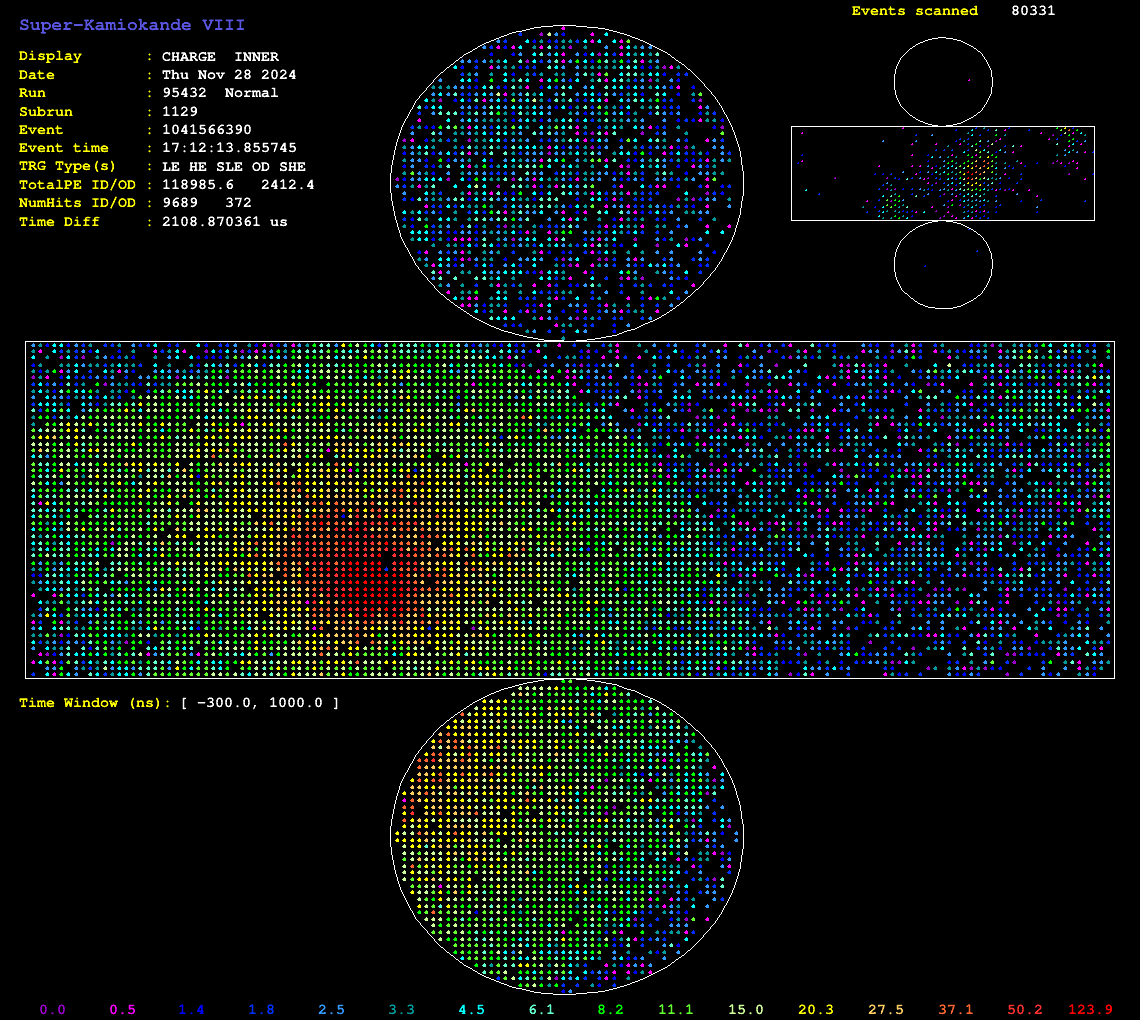 Super-Kamiokande VIII
Events scanned 80331
Display : CHARGE INNER
Date : Thu Nov 28 2024
Run : 95432 Normal
Subrun : 1129
Event : 1041566390
Event time : 17:12:13.855745
TRG Type(s) : LE HE SLE OD SHE
TotalPE ID/OD : 118985.6 2412.4
NumHits ID/OD : 9689 372
Time Diff : 2108.870361 us
Time Window (ns): [ -300.0, 1000.0 ]
0.0 0.5 1.4 1.8 2.5 3.3 4.5 6.1 8.2 11.1 15.0 20.3 27.5 37.1 50.2 123.9